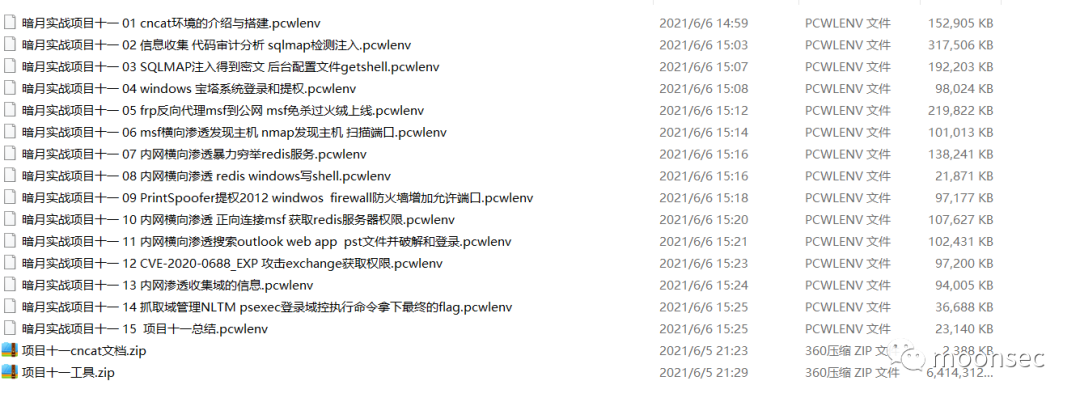 暗月实战项目十一 01 cncat环境的介绍与搭建.pcwlenv 2021/6/6 14:59 PCWLENV 文件 152,905 KB
暗月实战项目十一 02 信息收集 代码审计分析 sqlmap检测注入.pcwlenv 2021/6/6 15:03 PCWLENV 文件 317,506 KB
暗月实战项目十一 03 SQLMAP注入得到密文 后台配置文件getshell.pcwlenv 2021/6/6 15:07 PCWLENV 文件 192,203 KB
暗月实战项目十一 04 windows 宝塔系统登录和提权.pcwlenv 2021/6/6 15:08 PCWLENV 文件 98,024 KB
暗月实战项目十一 05 frp反向代理msf到公网 msf免杀过火绒上线.pcwlenv 2021/6/6 15:12 PCWLENV 文件 219,822 KB
暗月实战项目十一 06 msf横向渗透发现主机 nmap发现主机 扫描端口.pcwlenv 2021/6/6 15:14 PCWLENV 文件 101,013 KB
暗月实战项目十一 07 内网横向渗透暴力穷举redis服务.pcwlenv 2021/6/6 15:16 PCWLENV 文件 138,241 KB
暗月实战项目十一 08 内网横向渗透 redis windows写shell.pcwlenv 2021/6/6 15:16 PCWLENV 文件 21,871 KB
暗月实战项目十一 09 PrintSpoofer提权2012 windwos firewall防火墙增加允许端口.pcwlenv 2021/6/6 15:18 PCWLENV 文件 97,177 KB
暗月实战项目十一 10 内网横向渗透 正向连接msf 获取redis服务器权限.pcwlenv 2021/6/6 15:20 PCWLENV 文件 107,627 KB
暗月实战项目十一 11 内网横向渗透搜索outlook web app pst文件并破解和登录.pcwlenv 2021/6/6 15:21 PCWLENV 文件 102,431 KB
暗月实战项目十一 12 CVE-2020-0688_EXP 攻击exchange获取权限.pcwlenv 2021/6/6 15:23 PCWLENV 文件 97,200 KB
暗月实战项目十一 13 内网渗透收集域的信息.pcwlenv 2021/6/6 15:24 PCWLENV 文件 94,005 KB
暗月实战项目十一 14 抓取域管理NLTM psexec登录域控执行命令拿下最终的flag.pcwlenv 2021/6/6 15:25 PCWLENV 文件 36,688 KB
暗月实战项目十一 15 项目十一总结.pcwlenv 2021/6/6 15:25 PCWLENV 文件 23,140 KB
项目十一cncat文档.zip 2021/6/5 21:23 360压缩 ZIP 文件 2,388 KB
项目十一工具.zip 2021/6/5 21:29 360压缩 ZIP 文件 6,414,312...
moonsec